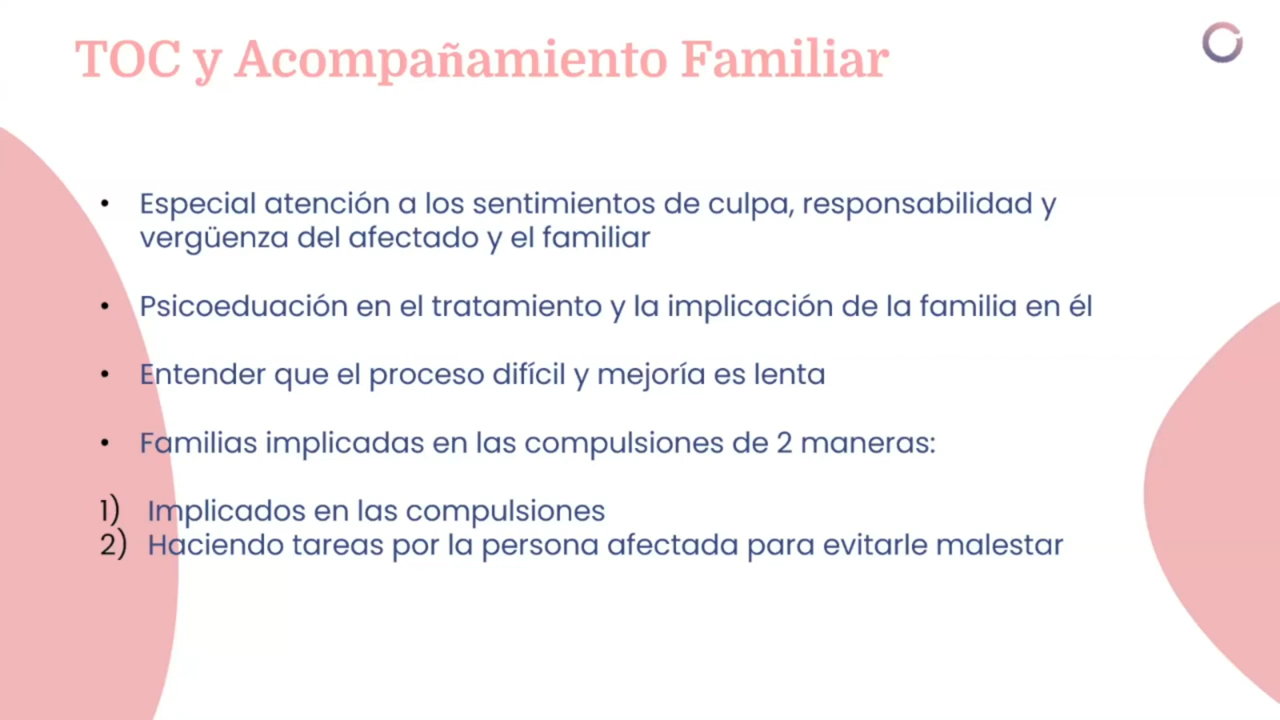 TOC y Acompañamiento Familiar
• Especial atención a los sentimientos de culpa, responsabilidad y
vergüenza del afectado y el familiar
• Psicoeduación en el tratamiento y la implicación de la familia en él
• Entender que el proceso difícil y mejoría es lenta
• Familias implicadas en las compulsiones de 2 maneras:
1) Implicados en las compulsiones
2) Haciendo tareas por la persona afectada para evitarle malestar